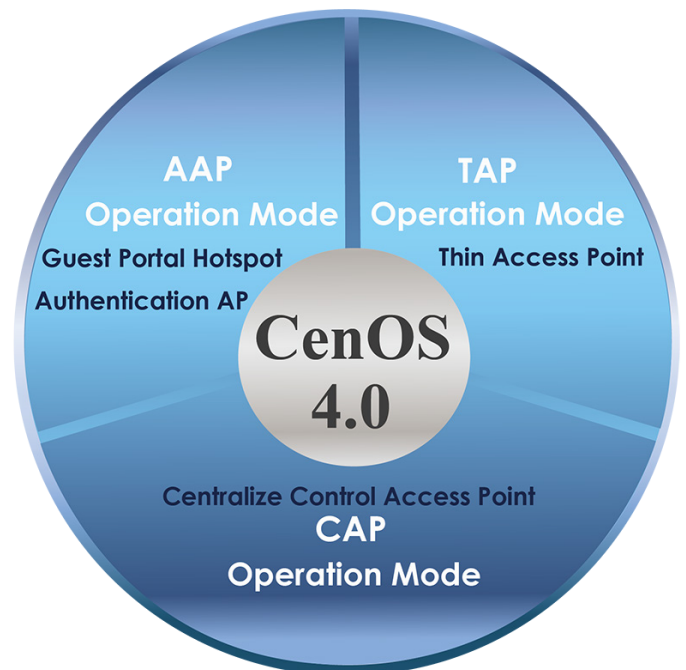 AAP
Operation Mode
Guest Portal Hotspot
Authentication AP
TAP
Operation Mode
Thin Access Point
CenOS
4.0
Centralize Control Access Point
CAP
Operation Mode